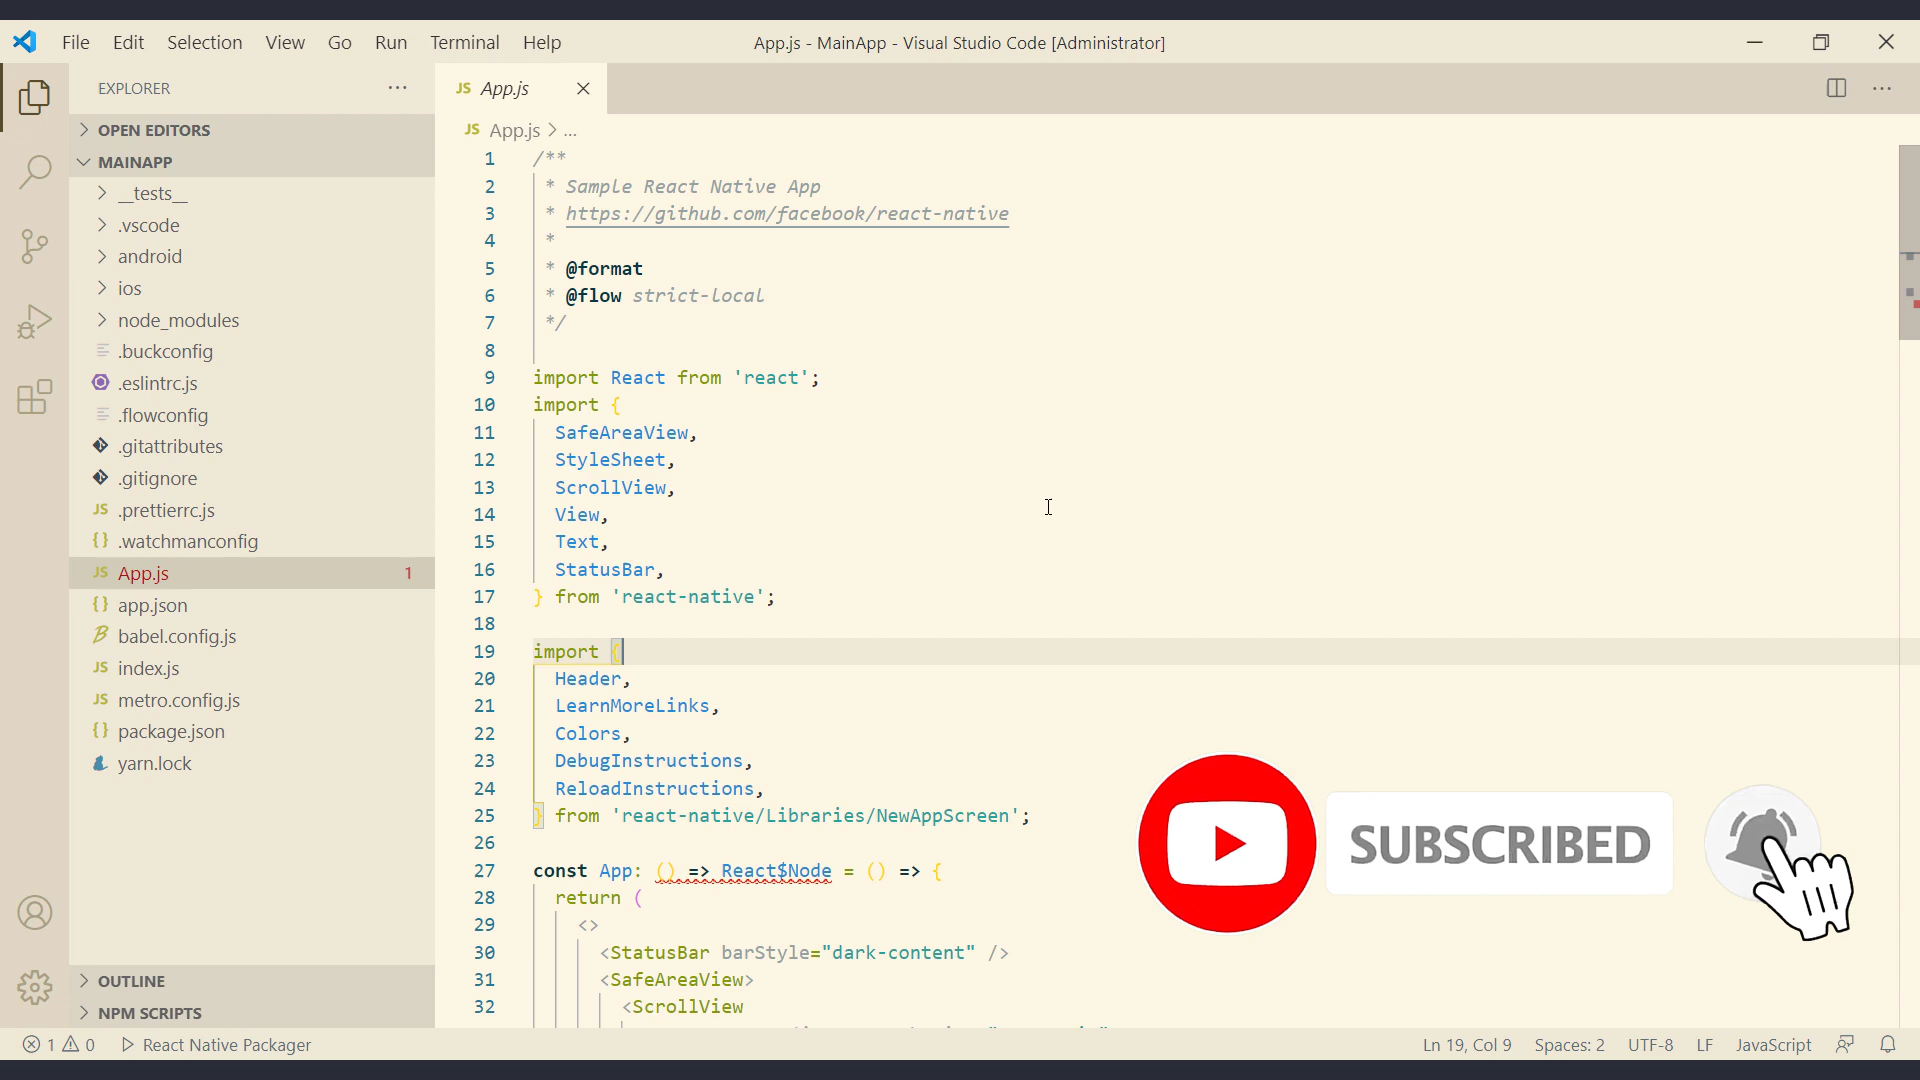 File Edit Selection View Go Run Terminal Help
App.js - MainApp - Visual Studio Code [Administrator]
EXPLORER
OPEN EDITORS
MAINAPP
__tests__
.vscode
android
ios
node_modules
.buckconfig
.eslintrc.js
.flowconfig
.gitattributes
.gitignore
JS .prettierrc.js
{} .watchmanconfig
JS App.js 1
{} app.json
babel.config.js
JS index.js
JS metro.config.js
{} package.json
yarn.lock
OUTLINE
NPM SCRIPTS
JS App.js
JS App.js > ...
1 /**
2 * Sample React Native App
3 * https://github.com/facebook/react-native
4 *
5 * @format
6 * @flow strict-local
7 */
8
9 import React from 'react';
10 import {
11 SafeAreaView,
12 StyleSheet,
13 ScrollView,
14 View,
15 Text,
16 StatusBar,
17 } from 'react-native';
18
19 import {
20 Header,
21 LearnMoreLinks,
22 Colors,
23 DebugInstructions,
24 ReloadInstructions,
25 } from 'react-native/Libraries/NewAppScreen';
26
27 const App: () => React$Node = () => {
28 return (
29 <>
30 <StatusBar barStyle="dark-content" />
31 <SafeAreaView>
32 <ScrollView
SUBSCRIBED
1 0 React Native Packager
Ln 19, Col 9 Spaces: 2 UTF-8 LF JavaScript